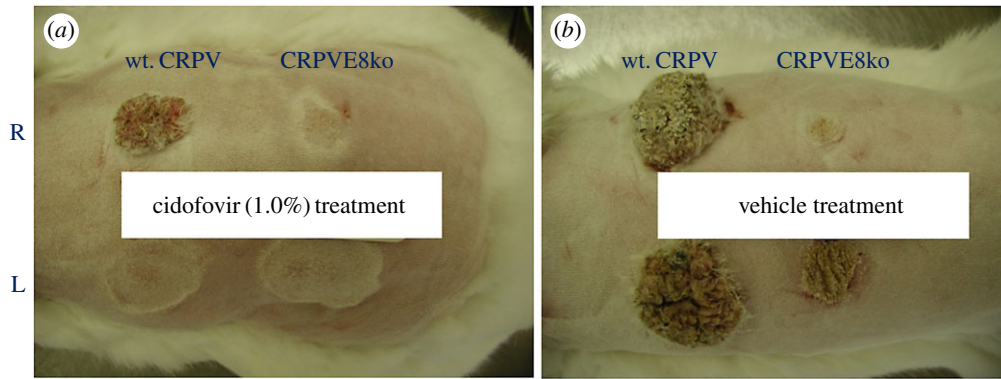 (a)
wt. CRPV CRPVE8ko
R
cidofovir (1.0%) treatment
L
(b)
wt. CRPV CRPVE8ko
vehicle treatment